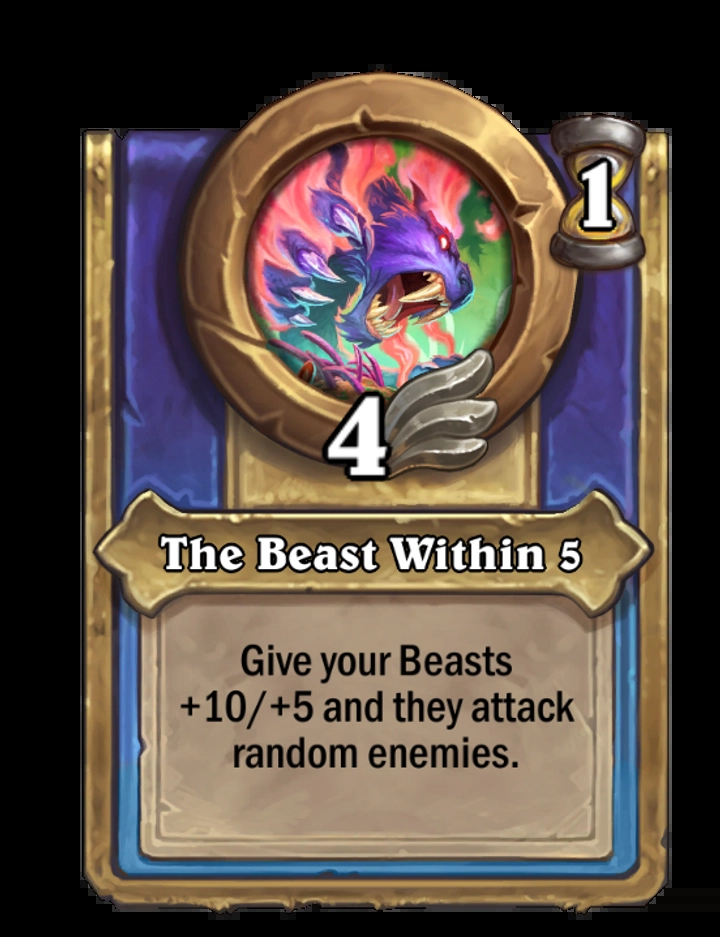 1
4
The Beast Within 5
Give your Beasts
+10/+5 and they attack
random enemies.